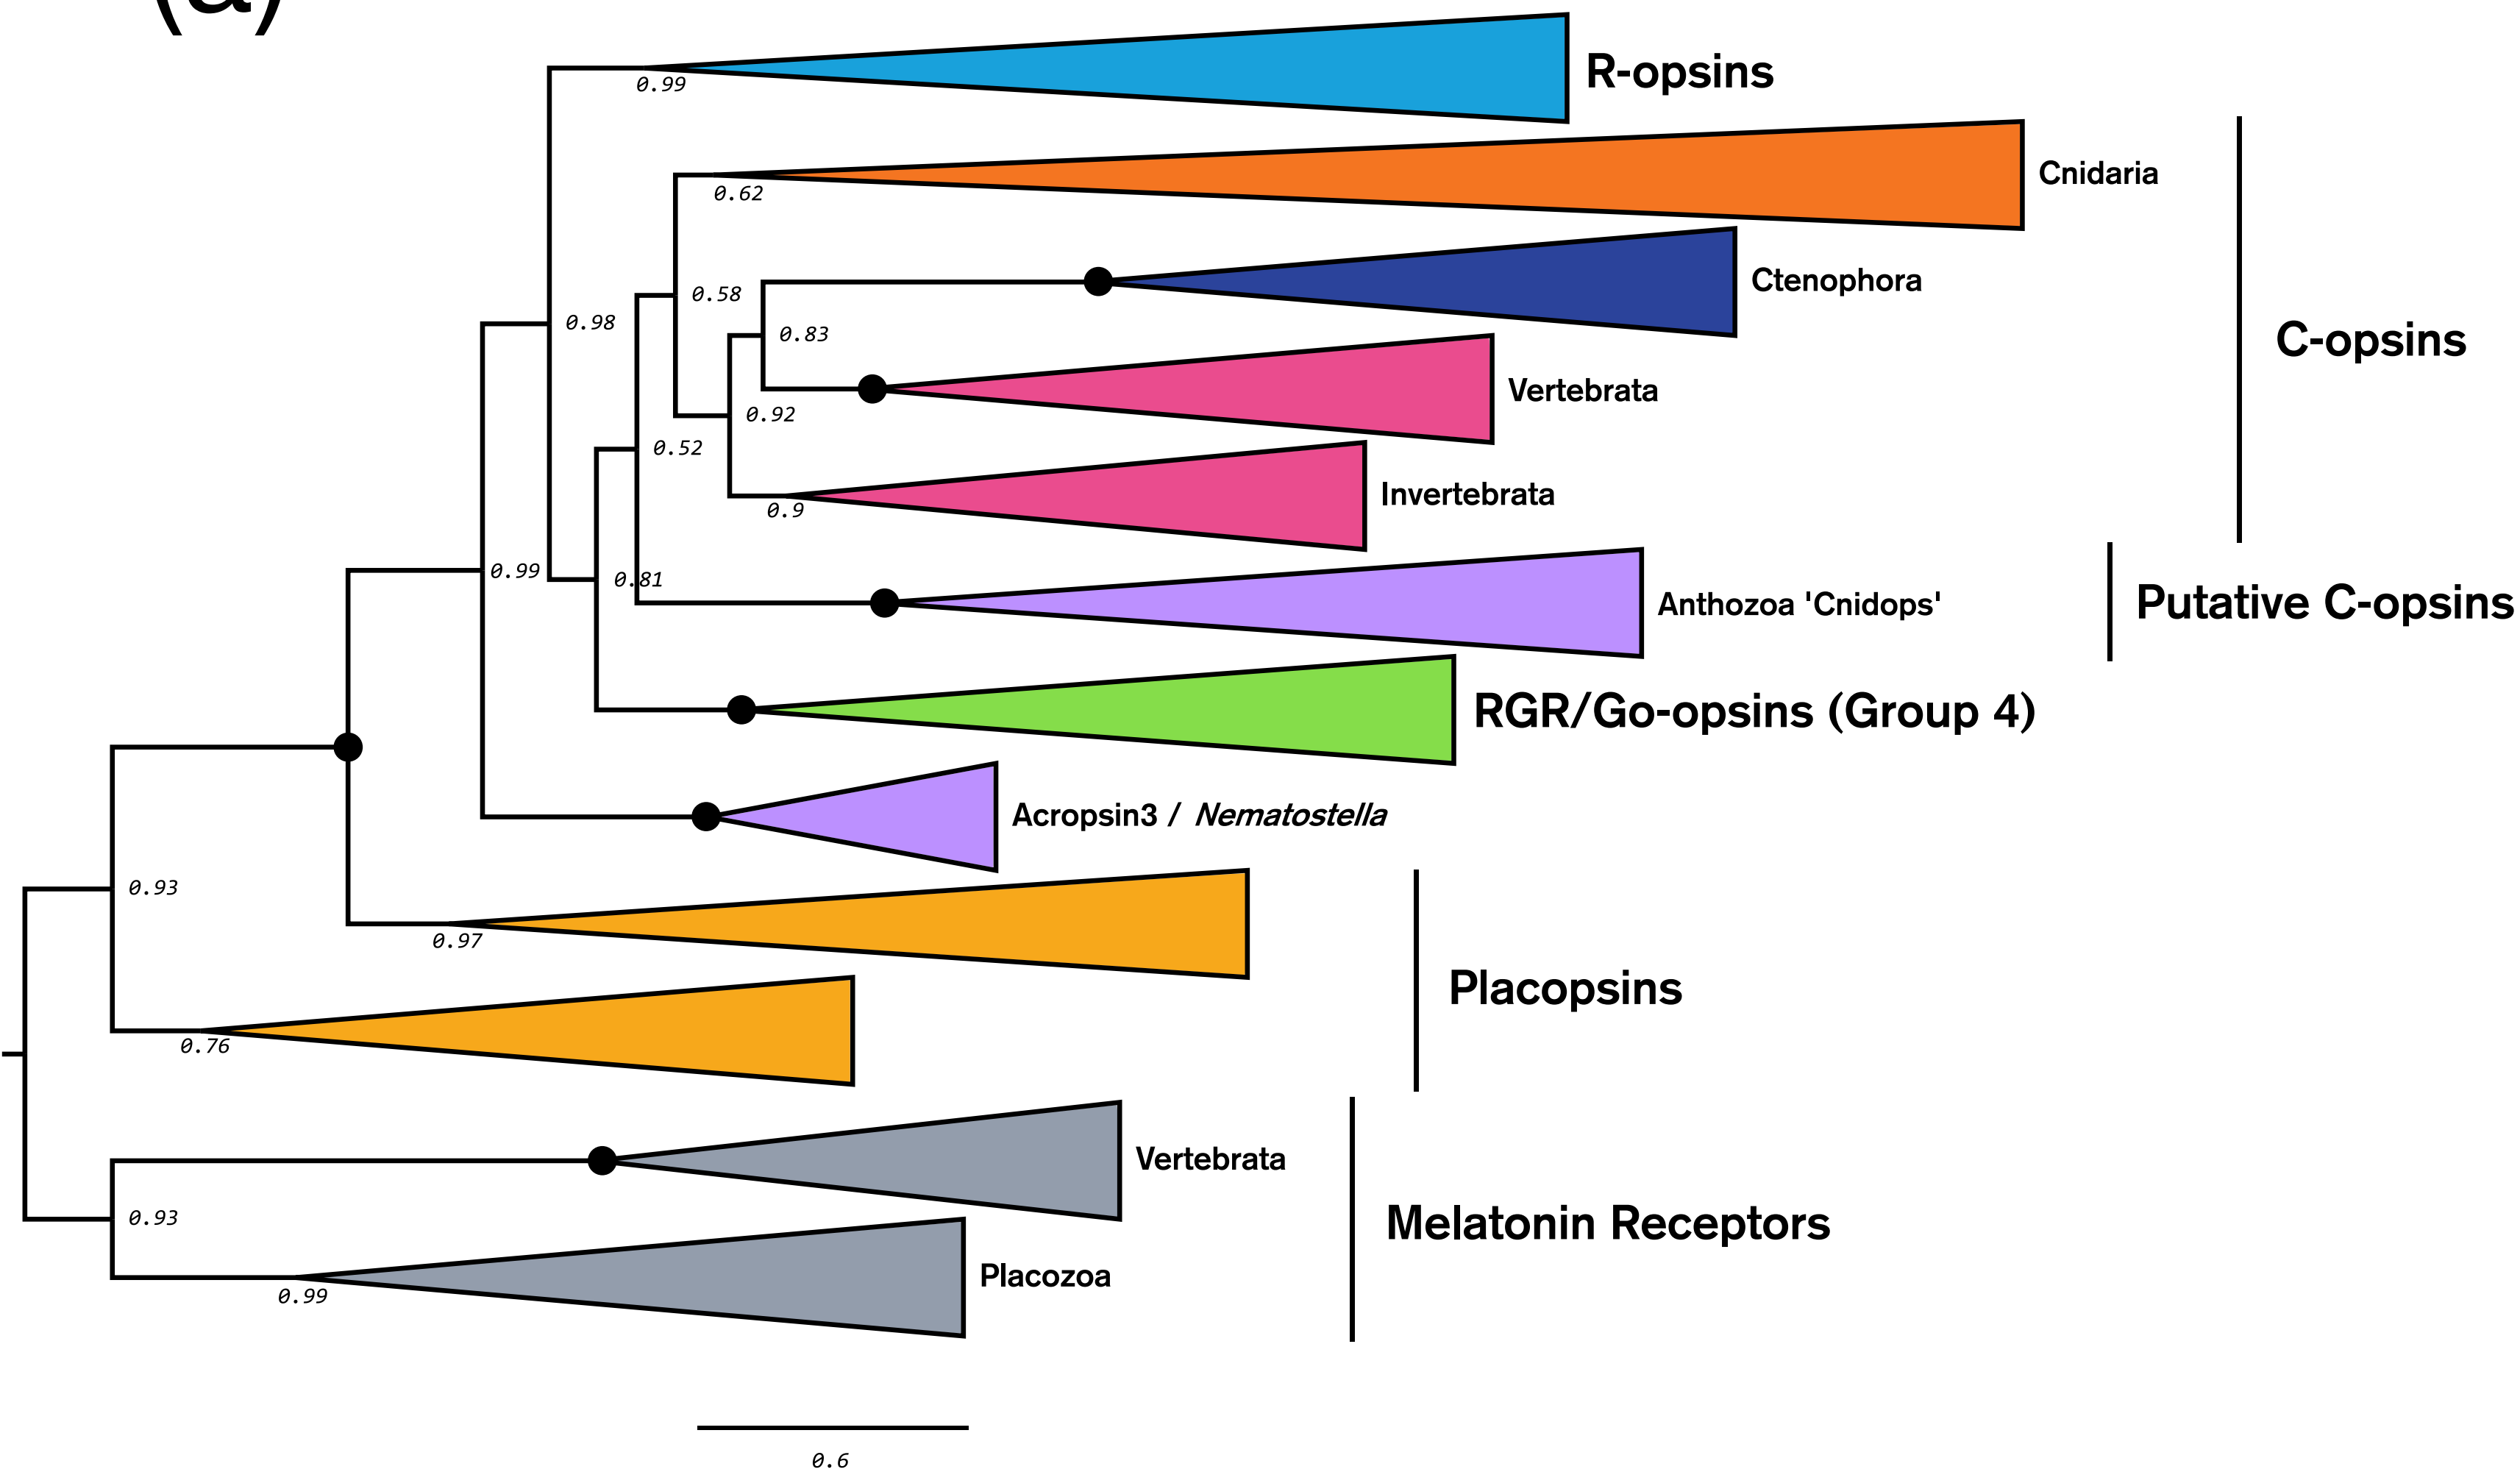 (a)
R-opsins
0.99
Cnidaria
0.62
Ctenophora
0.58
0.98
0.83
C-opsins
Vertebrata
0.92
0.52
Invertebrata
0.9
0.99
0.81
Anthozoa 'Cnidops'
Putative C-opsins
RGR/Go-opsins (Group 4)
Acropsin3 / Nematostella
0.93
0.97
Placopsins
0.76
Vertebrata
0.93
Melatonin Receptors
Placozoa
0.99
0.6